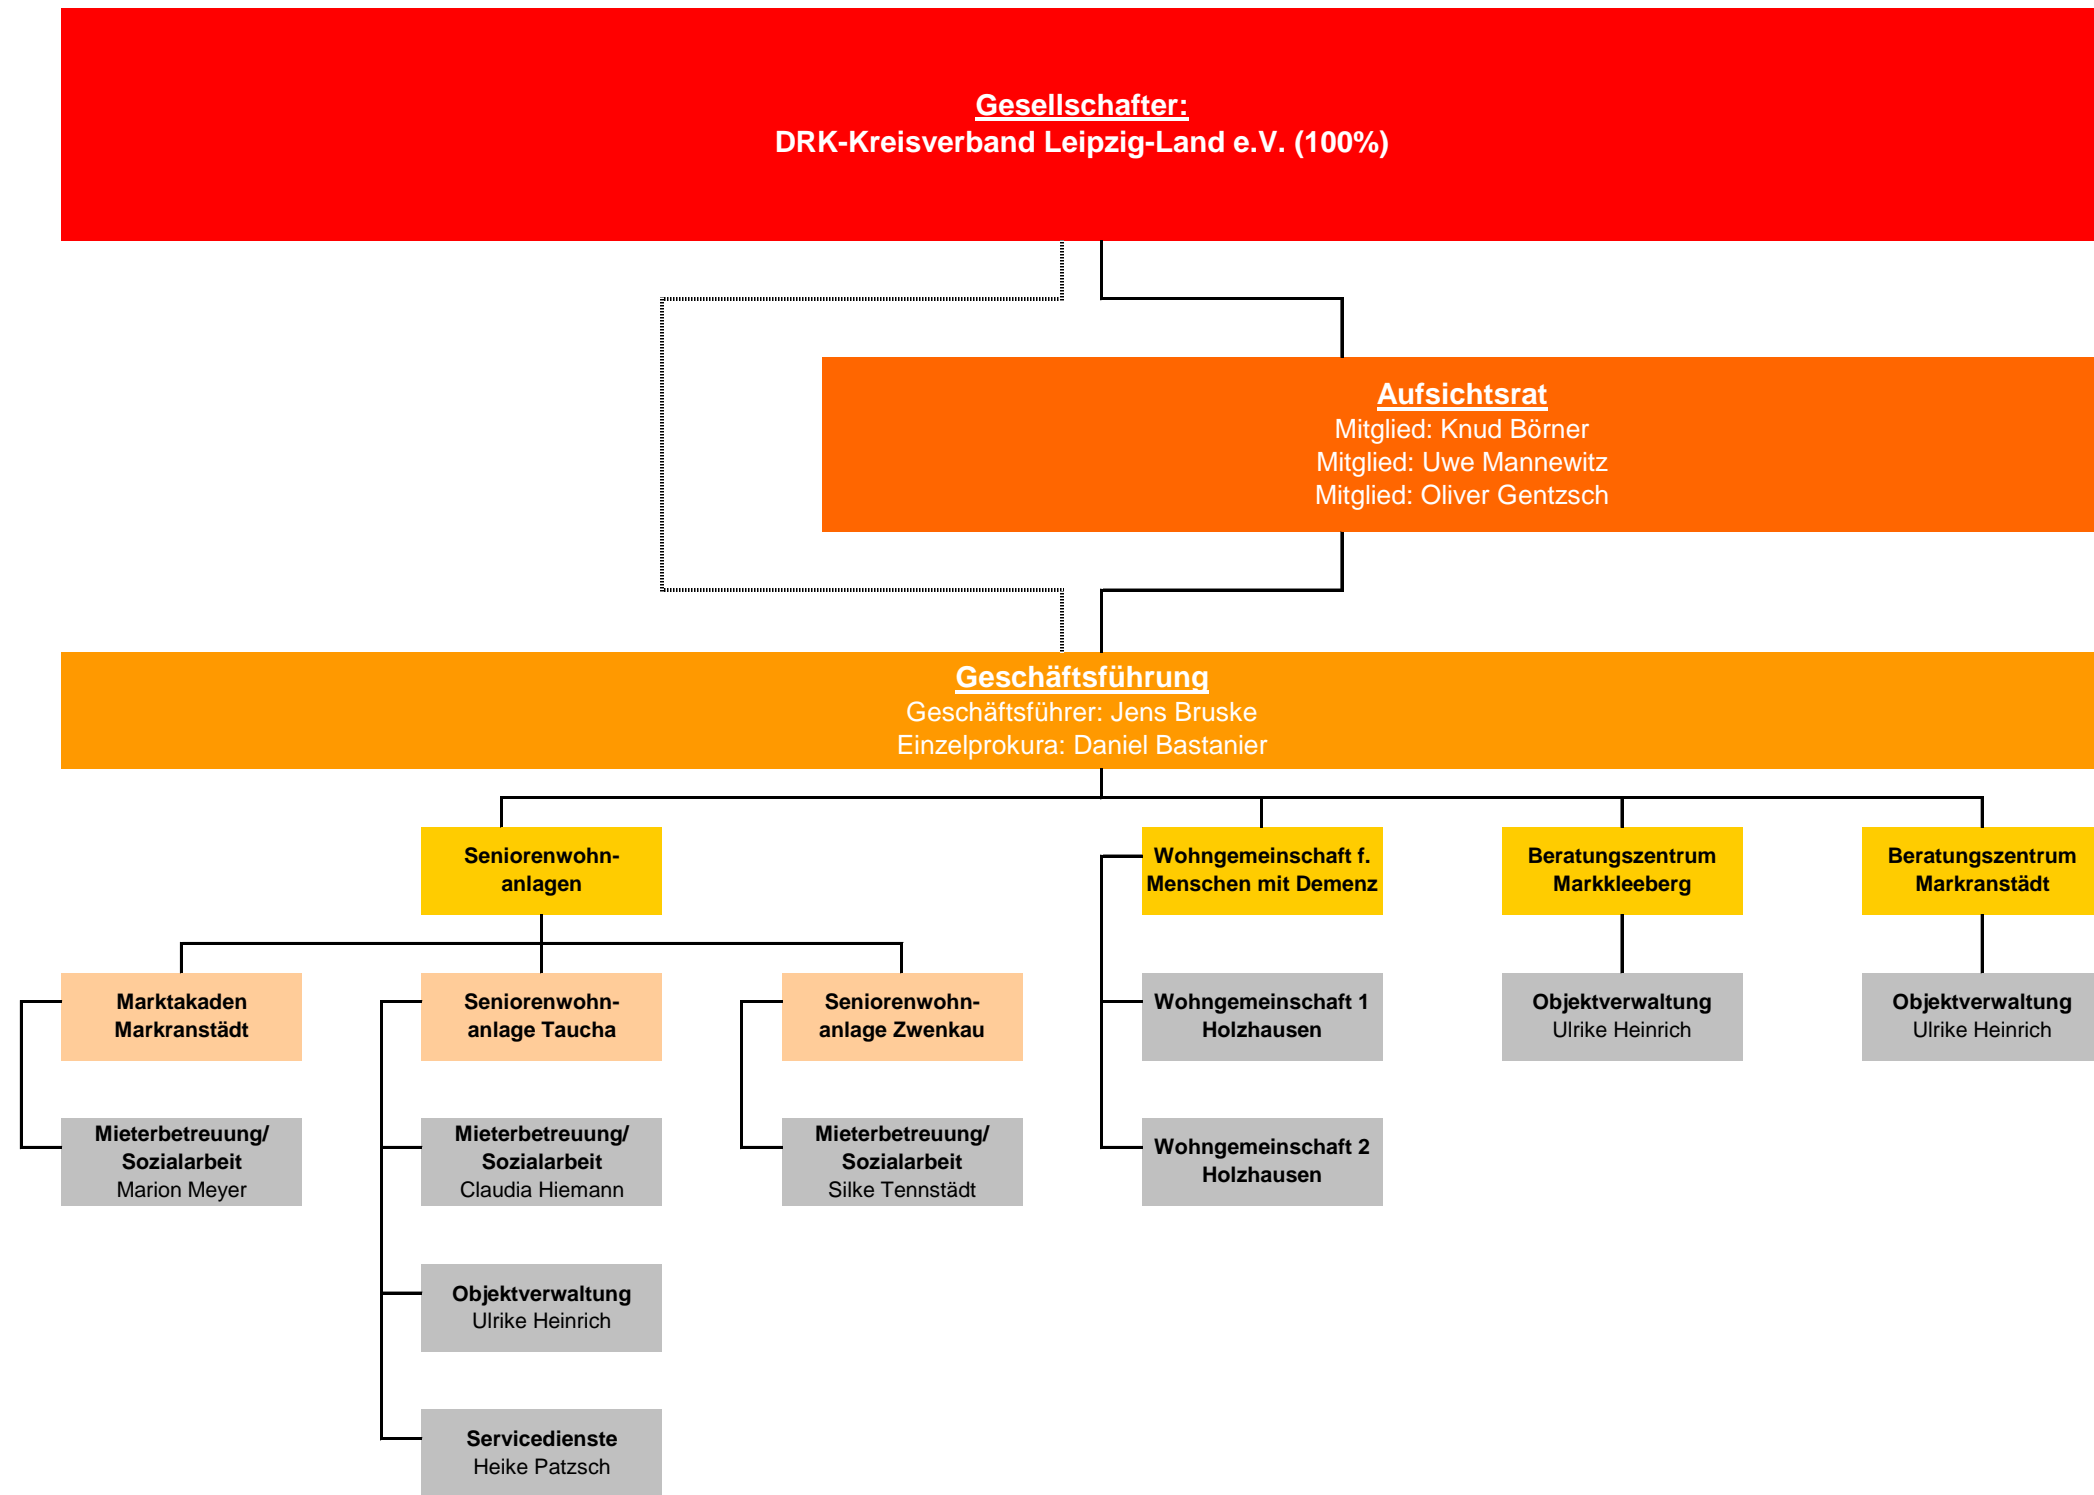 Gesellschafter:
DRK-Kreisverband Leipzig-Land e.V. (100%)
Aufsichtsrat
Mitglied: Knud Börner
Mitglied: Uwe Mannewitz
Mitglied: Oliver Gentzsch
Geschäftsführung
Geschäftsführer: Jens Bruske
Einzelprokura: Daniel Bastanier
Seniorenwohn-
anlagen
Wohngemeinschaft f.
Menschen mit Demenz
Beratungszentrum
Markkleeberg
Beratungszentrum
Markranstädt
Marktakaden
Markranstädt
Seniorenwohn-
anlage Taucha
Seniorenwohn-
anlage Zwenkau
Wohngemeinschaft 1
Holzhausen
Objektverwaltung
Ulrike Heinrich
Objektverwaltung
Ulrike Heinrich
Mieterbetreuung/
Sozialarbeit
Marion Meyer
Mieterbetreuung/
Sozialarbeit
Claudia Hiemann
Mieterbetreuung/
Sozialarbeit
Silke Tennstädt
Wohngemeinschaft 2
Holzhausen
Objektverwaltung
Ulrike Heinrich
Servicedienste
Heike Patzsch